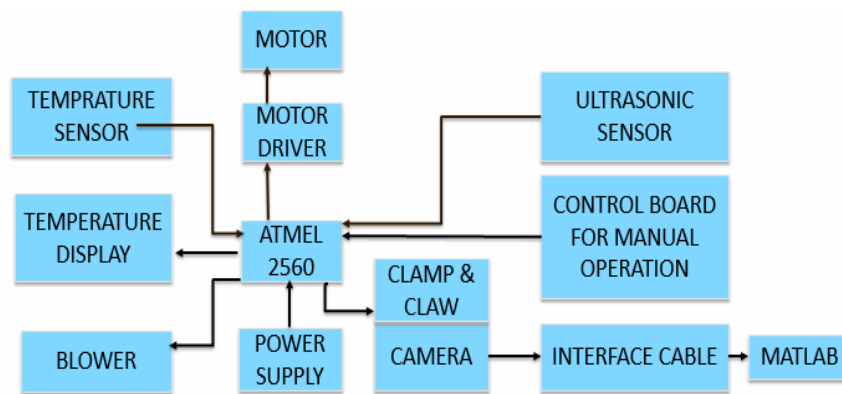 MOTOR
TEMPRATURE
SENSOR
MOTOR
DRIVER
ULTRASONIC
SENSOR
TEMPERATURE
DISPLAY
ATMEL
2560
CONTROL BOARD
FOR MANUAL
OPERATION
CLAMP &
CLAW
BLOWER
POWER
SUPPLY
CAMERA
INTERFACE CABLE
MATLAB